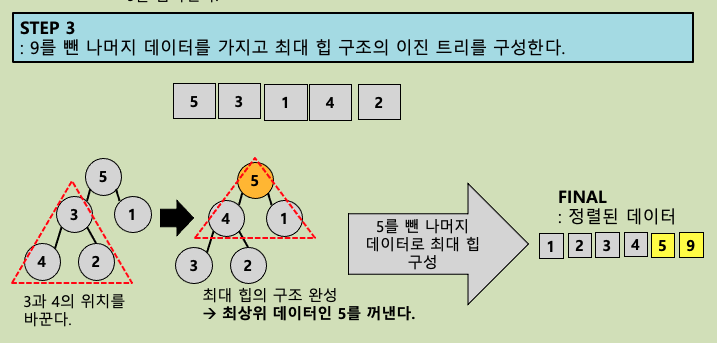 STEP 3
: 9를 뺀 나머지 데이터를 가지고 최대 힙 구조의 이진 트리를 구성한다.
5 3 1 4 2
5
3 1
4 2
3과 4의 위치를
바꾼다.
5
4 1
3 2
최대 힙의 구조 완성
→ 최상위 데이터인 5를 꺼낸다.
5를 뺀 나머지
데이터로 최대 힙
구성
FINAL
: 정렬된 데이터
1 2 3 4 5 9